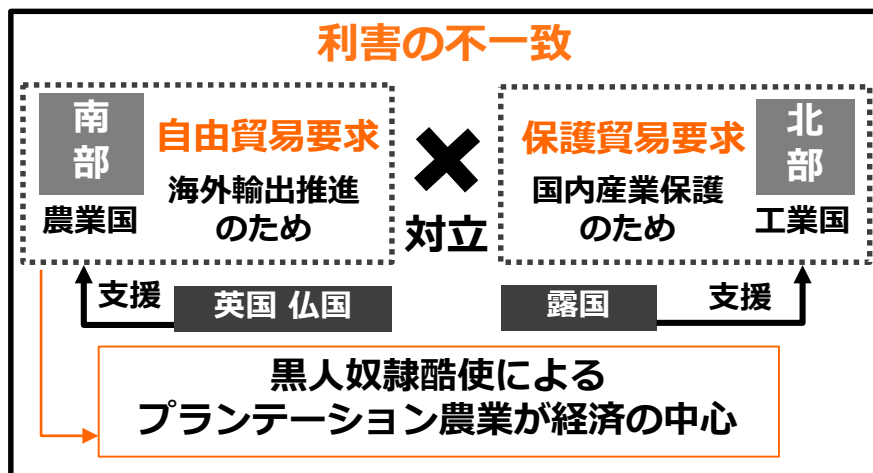 利害の不一致
南部
農業国
自由貿易要求
海外輸出推進
のため
対立
保護貿易要求
国内産業保護
のため
北部
工業国
支援
英国 仏国
露国
支援
黒人奴隷酷使による
プランテーション農業が経済の中心